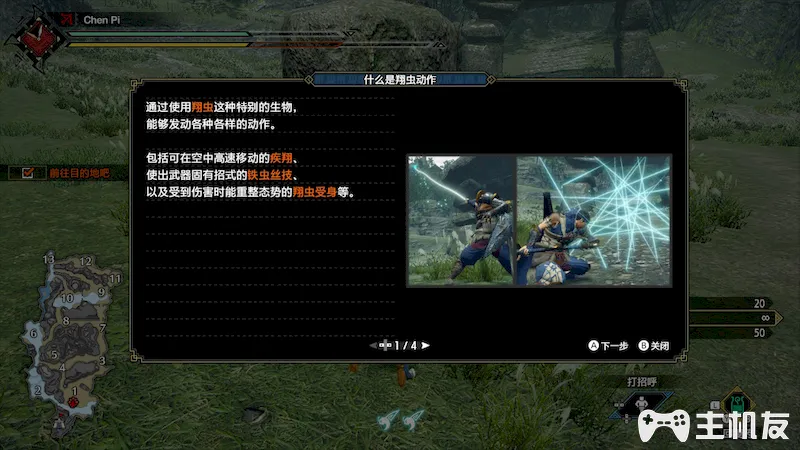 Chen Pi
什么是翔虫动作
通过使用翔虫这种特别的生物，
能够发动各种各样的动作。
包括可在空中高速移动的疾翔、
使出武器固有招式的铁虫丝技、
以及受到伤害时能重整态势的翔虫受身等。
前往目的地吧
1 / 4
A下一步 B关闭
13
12
11
9
10
8
7
6
5
4
3
2
1
20
∞
50
打招呼
L
主机友